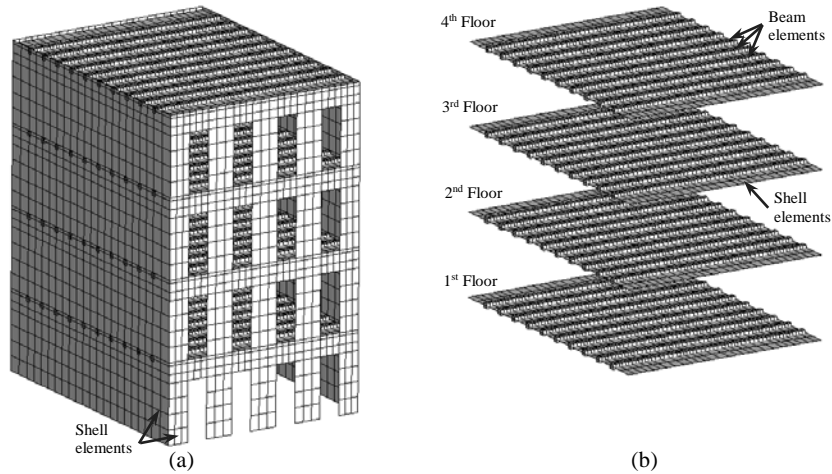 4th Floor
Beam
elements
3rd Floor
2nd Floor
Shell
elements
1st Floor
Shell
elements
(a)
(b)